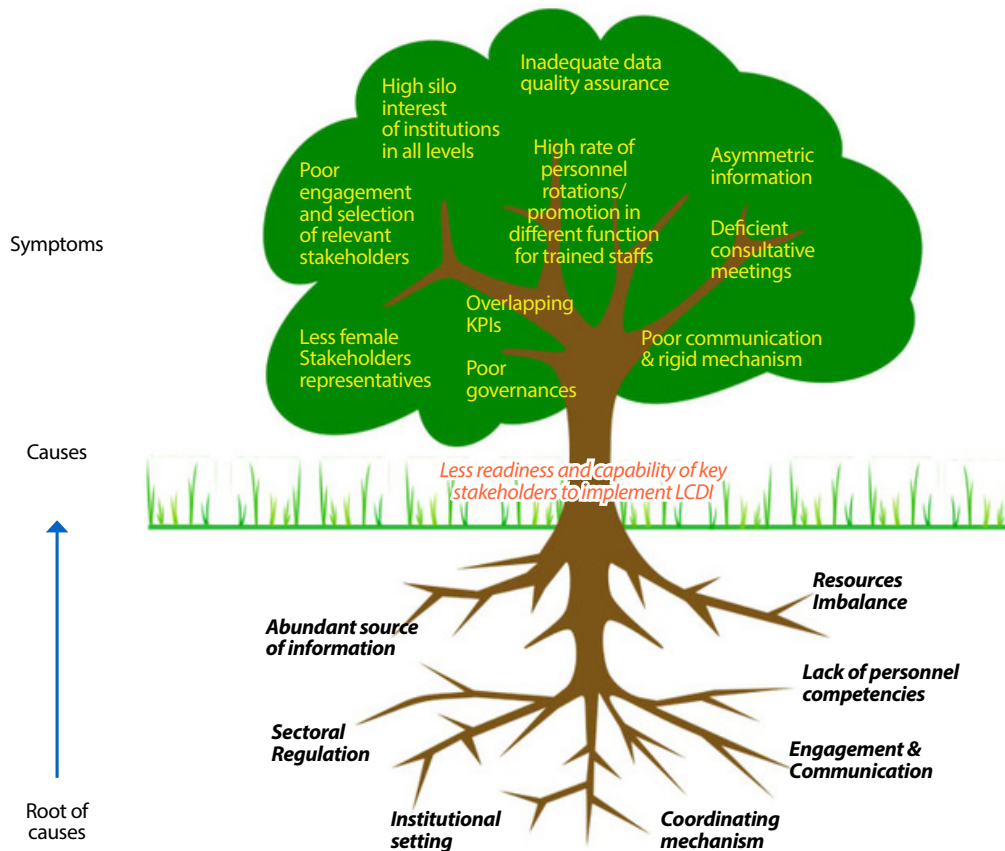 Inadequate data
quality assurance
High silo
interest
of institutions
in all levels
High rate of
personnel
rotations/
promotion in
different function
for trained staffs
Asymmetric
information
Poor
engagement
and selection
of relevant
stakeholders
Deficient
consultative
meetings
Symptoms
Overlapping
KPIs
Less female
Stakeholders
representatives
Poor communication
& rigid mechanism
Poor
governances
Causes
Less readiness and capability of key
stakeholders to implement LCDI
Resources
Imbalance
Abundant source
of information
Lack of personnel
competencies
Sectoral
Regulation
Engagement &
Communication
Root of
causes
Institutional
setting
Coordinating
mechanism